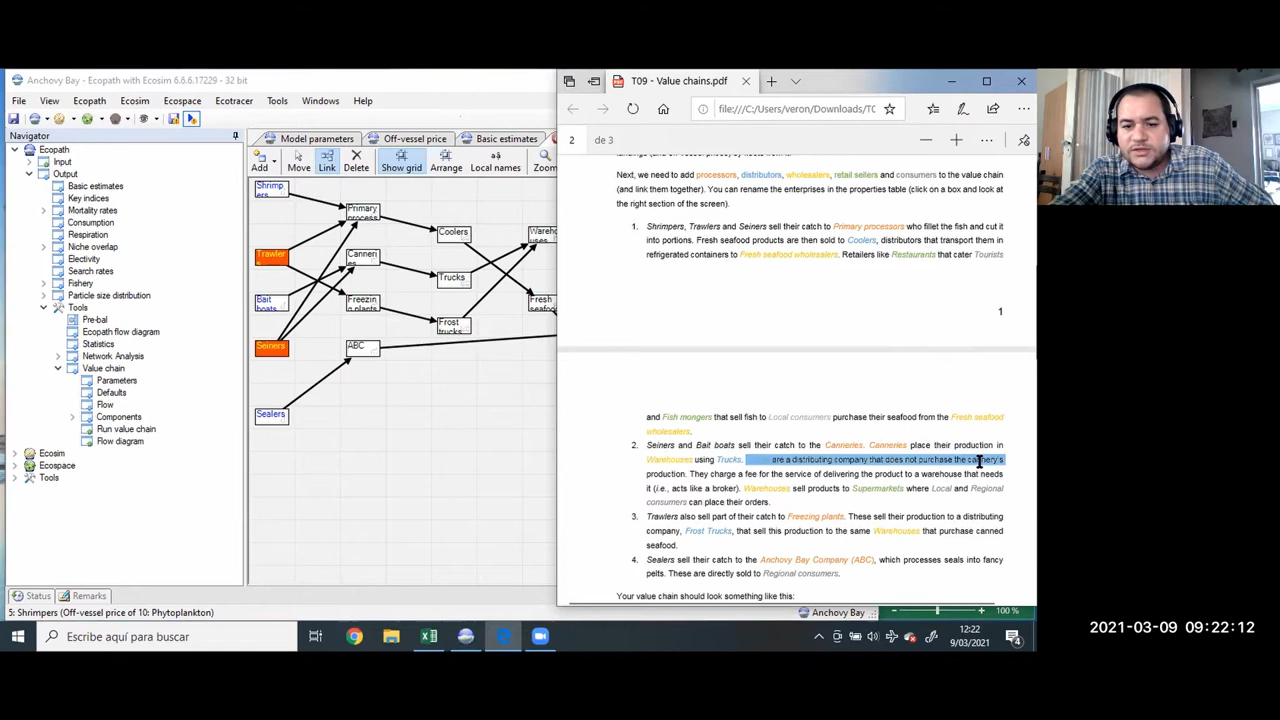 Anchovy Bay - Ecopath with Ecosim 6.6.6.17229 - 32 bit
File View Ecopath Ecosim Ecospace Ecotracer Tools Windows Help
Navigator
Ecopath
Input
Output
Basic estimates
Key indices
Mortality rates
Consumption
Respiration
Niche overlap
Electivity
Search rates
Fishery
Particle size distribution
Tools
Pre-bal
Ecopath flow diagram
Statistics
Network Analysis
Value chain
Parameters
Defaults
Flow
Components
Run value chain
Flow diagram
Ecosim
Ecospace
Tools
Model parameters Off-vessel price Basic estimates
Add Move Link Delete Show grid Arrange Local names Zoom
Shrimp
ers
Primary
process
Coolers
Wareho
uses
Trawler
s
Canneri
es
Trucks
Bait
boats
Freezin
g plants
Frost
trucks
Fresh
seafoo
Seiners
ABC
Sealers
Status Remarks
5: Shrimpers (Off-vessel price of 10: Phytoplankton)
T09 - Value chains.pdf
file:///C:/Users/veron/Downloads/T0
2 de 3
Next, we need to add processors, distributors, wholesalers, retail sellers and consumers to the value chain
(and link them together). You can rename the enterprises in the properties table (click on a box and look at
the right section of the screen).
1. Shrimpers, Trawlers and Seiners sell their catch to Primary processors who fillet the fish and cut it
into portions. Fresh seafood products are then sold to Coolers, distributors that transport them in
refrigerated containers to Fresh seafood wholesalers. Retailers like Restaurants that cater Tourists
1
and Fish mongers that sell fish to Local consumers purchase their seafood from the Fresh seafood
wholesalers.
2. Seiners and Bait boats sell their catch to the Canneries. Canneries place their production in
Warehouses using Trucks. are a distributing company that does not purchase the cannery's
production. They charge a fee for the service of delivering the product to a warehouse that needs
it (i.e., acts like a broker). Warehouses sell products to Supermarkets where Local and Regional
consumers can place their orders.
3. Trawlers also sell part of their catch to Freezing plants. These sell their production to a distributing
company, Frost Trucks, that sell this production to the same Warehouses that purchase canned
seafood.
4. Sealers sell their catch to the Anchovy Bay Company (ABC), which processes seals into fancy
pelts. These are directly sold to Regional consumers.
Your value chain should look something like this:
Anchovy Bay
100 %
Escribe aquí para buscar
12:22
9/03/2021
4
2021-03-09 09:22:12